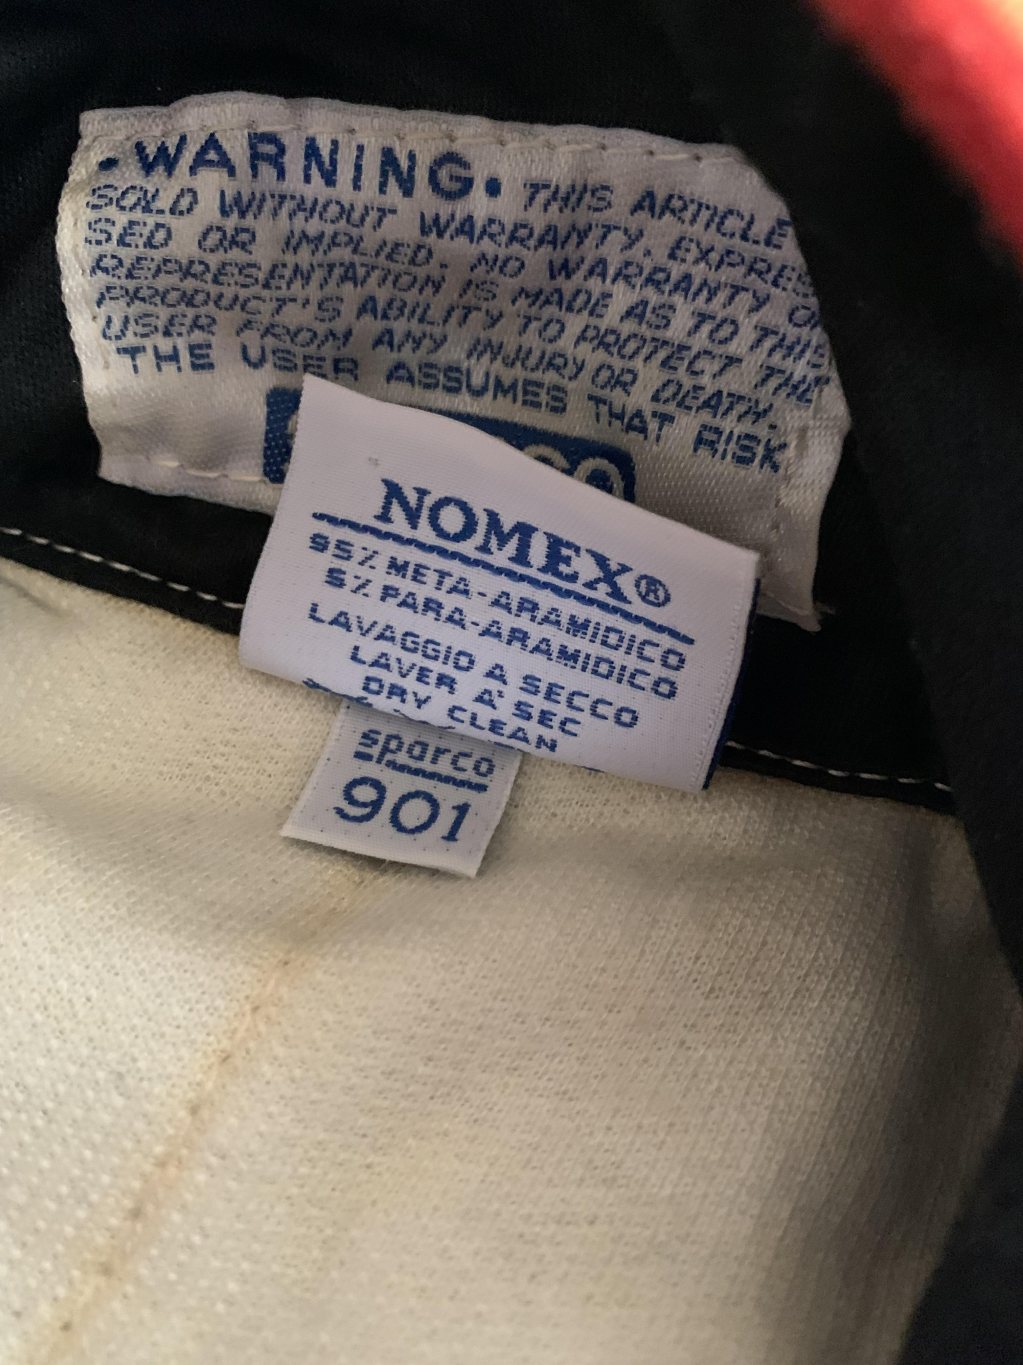 •WARNING• THIS ARTICLE
SOLD WITHOUT WARRANTY. EXPRES
SED OR IMPLIED. NO WARRANTY OR
REPRESENTATION IS MADE AS TO THIS
PRODUCT'S ABILITY TO PROTECT THE
USER FROM ANY INJURY OR DEATH.
THE USER ASSUMES THAT RISK
NOMEX®
95% META-ARAMIDICO
5% PARA-ARAMIDICO
LAVAGGIO A SECCO
LAVER A' SEC
DRY CLEAN
sparco
901